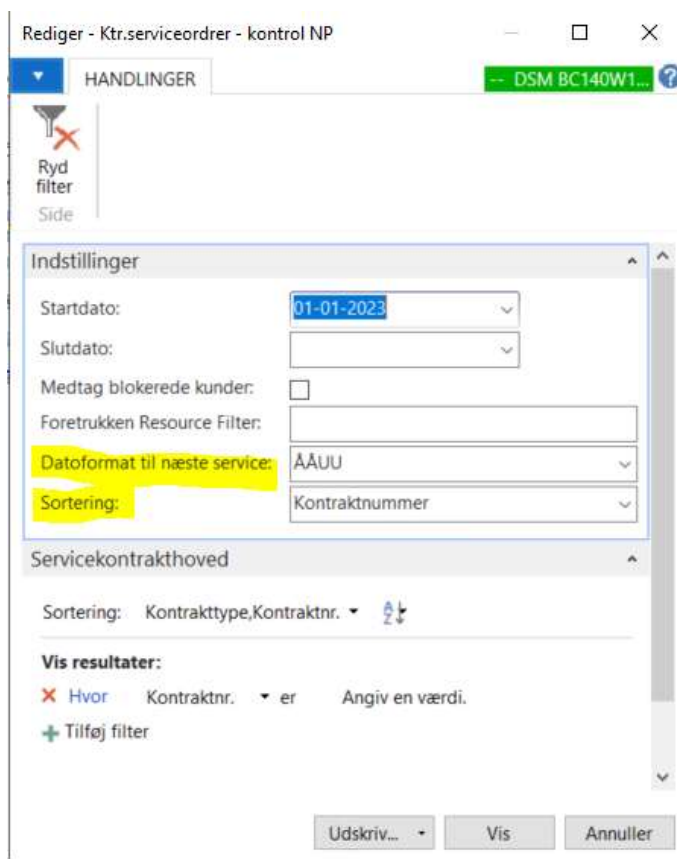 Rediger - Ktr.serviceordrer - kontrol NP
HANDLINGER
-- DSM BC140W1...
Ryd
filter
Side
Indstillinger
Startdato: 01-01-2023
Slutdato:
Medtag blokerede kunder:
Foretrukken Resource Filter:
Datoformat til næste service: ÅÅUU
Sortering: Kontraktnummer
Servicekontrakthoved
Sortering: Kontrakttype,Kontraktnr.
Vis resultater:
Hvor Kontraktnr. er Angiv en værdi.
Tilføj filter
Udskriv... Vis Annuller